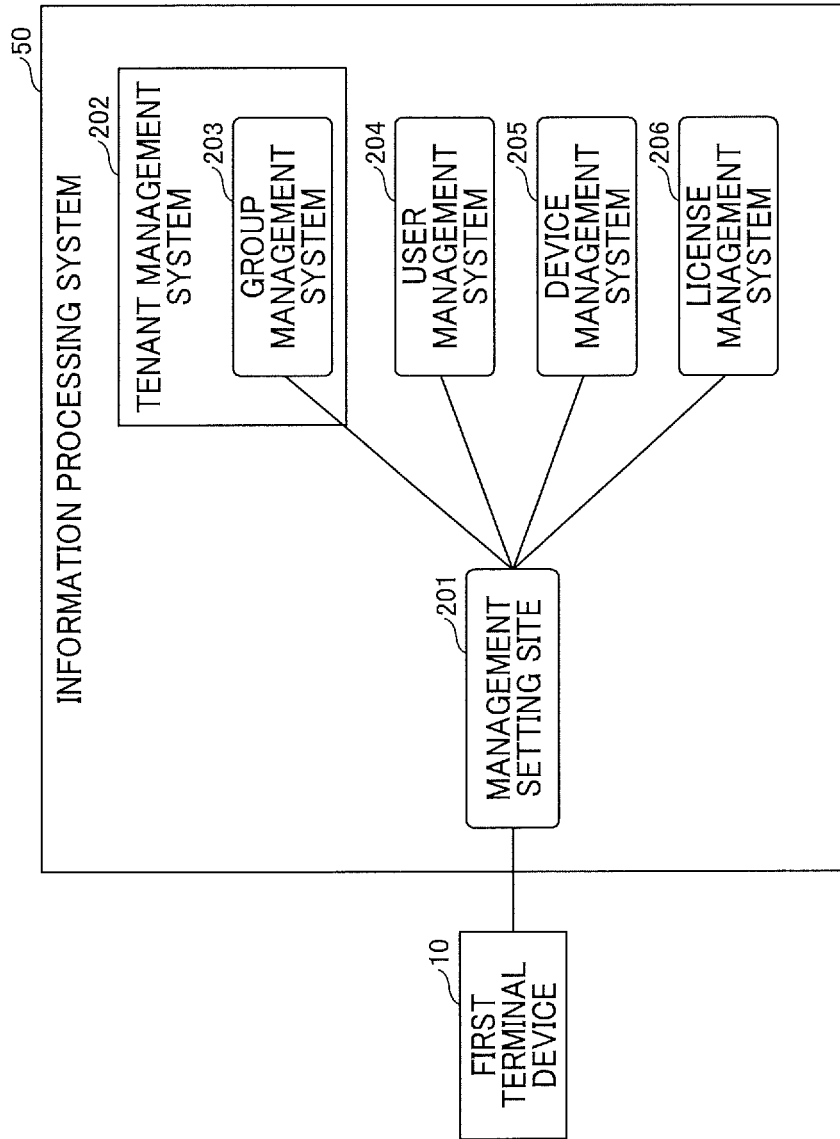 50
INFORMATION PROCESSING SYSTEM
202
TENANT MANAGEMENT
SYSTEM
203
GROUP
MANAGEMENT
SYSTEM
204
USER
MANAGEMENT
SYSTEM
205
DEVICE
MANAGEMENT
SYSTEM
206
LICENSE
MANAGEMENT
SYSTEM
201
MANAGEMENT
SETTING SITE
10
FIRST
TERMINAL
DEVICE